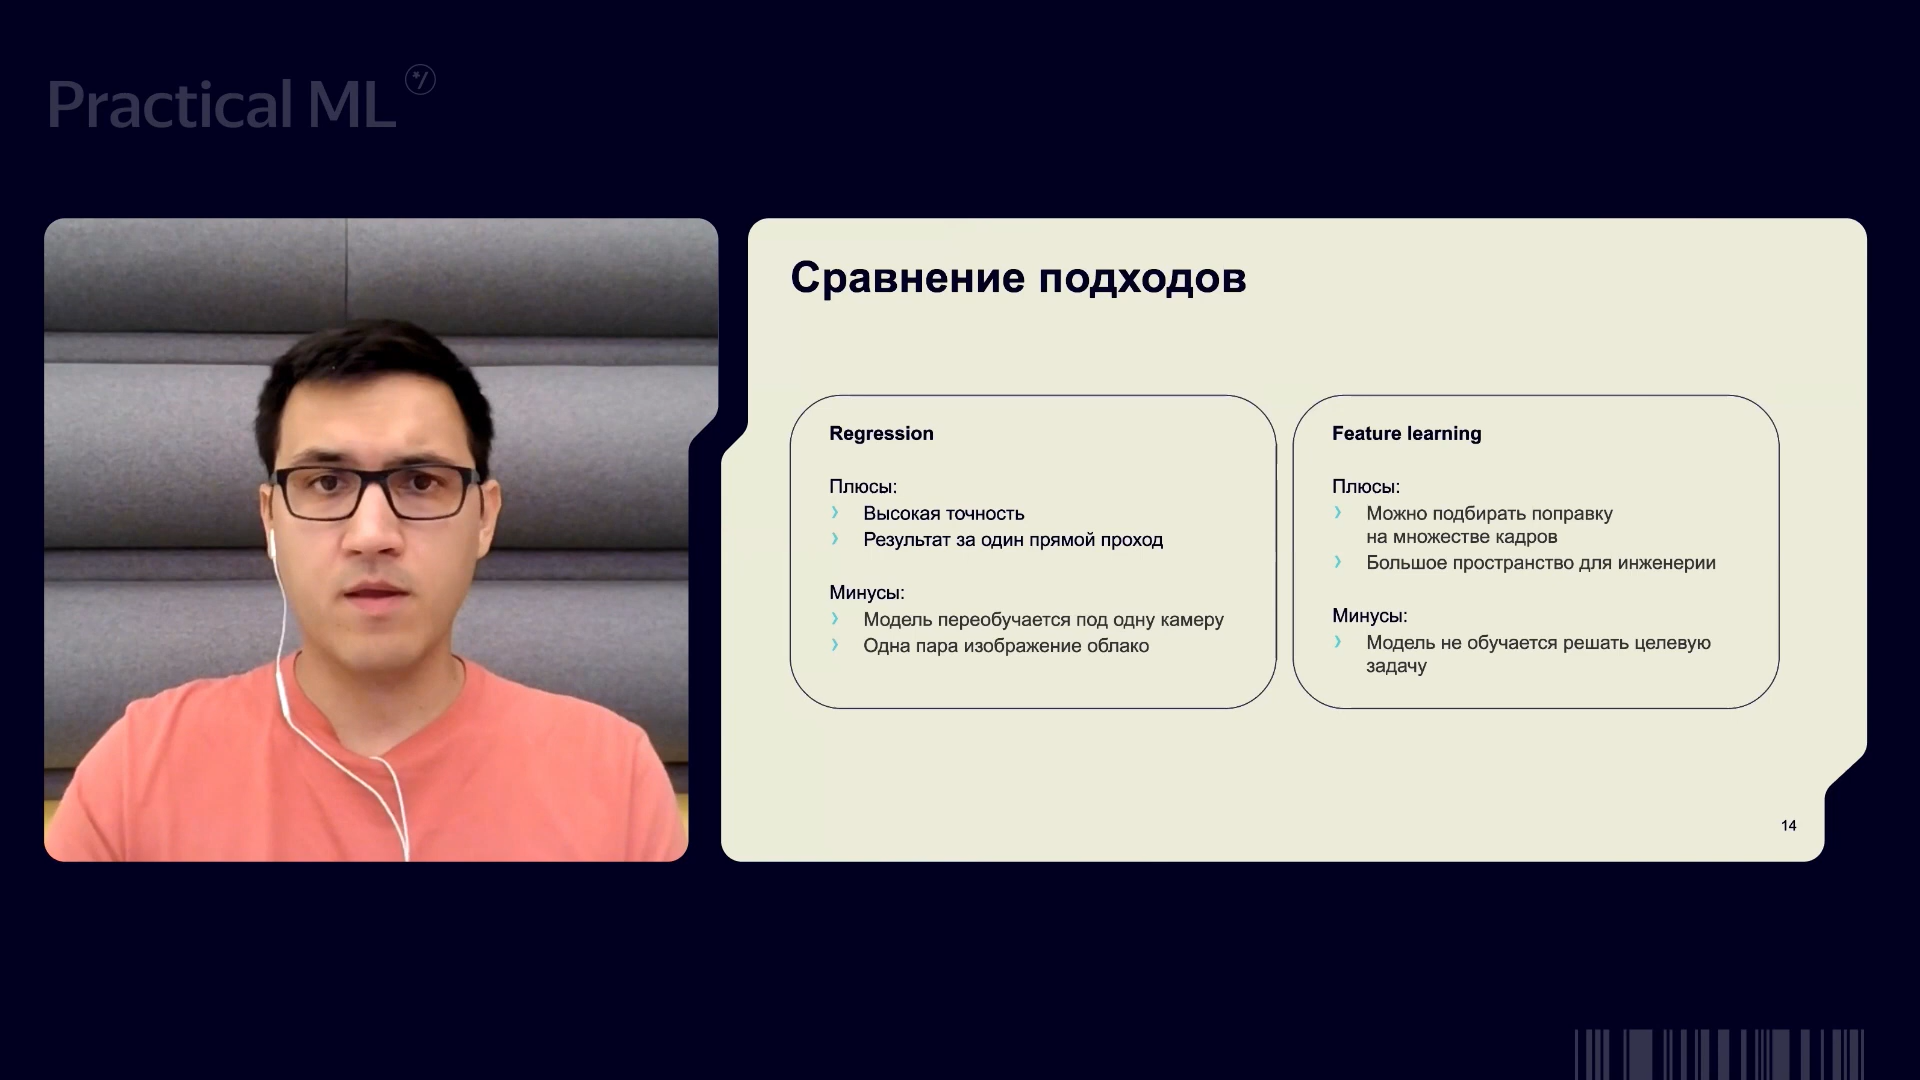 Practical ML
Сравнение подходов
Regression
Плюсы:
Высокая точность
Результат за один прямой проход
Минусы:
Модель переобучается под одну камеру
Одна пара изображение облако
Feature learning
Плюсы:
Можно подбирать поправку
на множестве кадров
Большое пространство для инженерии
Минусы:
Модель не обучается решать целевую
задачу
14